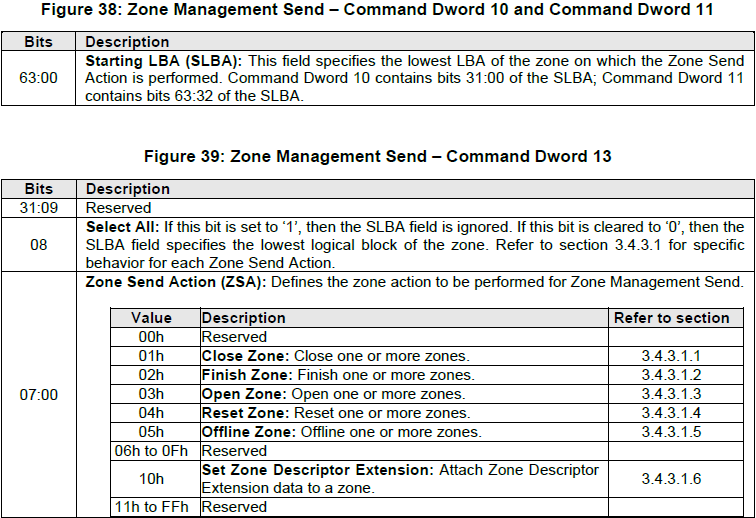 Figure 38: Zone Management Send – Command Dword 10 and Command Dword 11
Bits Description
Starting LBA (SLBA): This field specifies the lowest LBA of the zone on which the Zone Send
63:00 Action is performed. Command Dword 10 contains bits 31:00 of the SLBA; Command Dword 11
contains bits 63:32 of the SLBA.
Figure 39: Zone Management Send – Command Dword 13
Bits Description
31:09 Reserved
Select All: If this bit is set to ‘1’, then the SLBA field is ignored. If this bit is cleared to ‘0’, then the
08 SLBA field specifies the lowest logical block of the zone. Refer to section 3.4.3.1 for specific
behavior for each Zone Send Action.
Zone Send Action (ZSA): Defines the zone action to be performed for Zone Management Send.
Value Description Refer to section
00h Reserved
01h Close Zone: Close one or more zones. 3.4.3.1.1
02h Finish Zone: Finish one or more zones. 3.4.3.1.2
07:00 03h Open Zone: Open one or more zones. 3.4.3.1.3
04h Reset Zone: Reset one or more zones. 3.4.3.1.4
05h Offline Zone: Offline one or more zones. 3.4.3.1.5
06h to 0Fh Reserved
Set Zone Descriptor Extension: Attach Zone Descriptor
10h Extension data to a zone. 3.4.3.1.6
11h to FFh Reserved